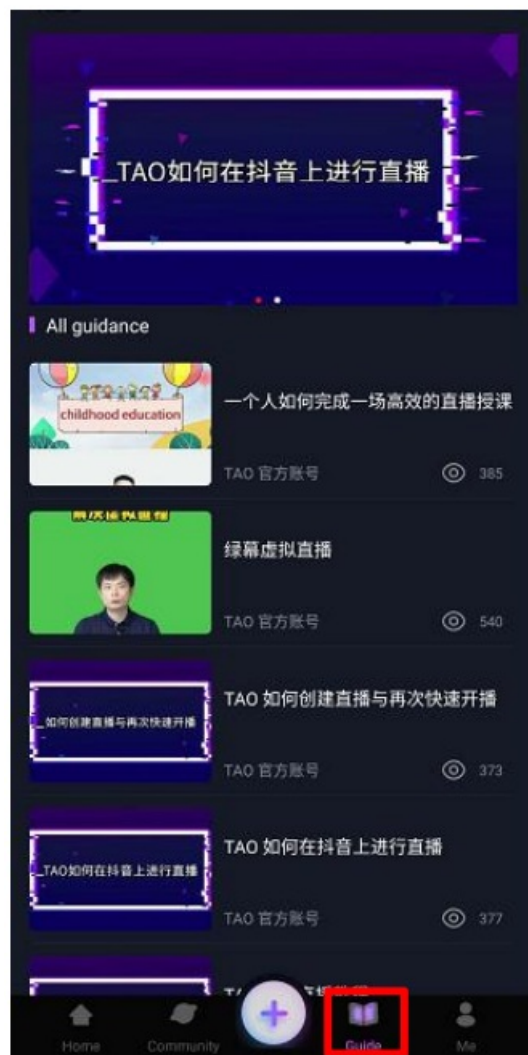 _TAO如何在抖音上进行直播
All guidance
childhood education
一个人如何完成一场高效的直播授课
TAO 官方账号
385
绿幕虚拟直播
TAO 官方账号
540
_如何创建直播与再次快速开播
TAO 如何创建直播与再次快速开播
TAO 官方账号
373
_TAO如何在抖音上进行直播
TAO 如何在抖音上进行直播
TAO 官方账号
377
Home
Community
Guide
Me